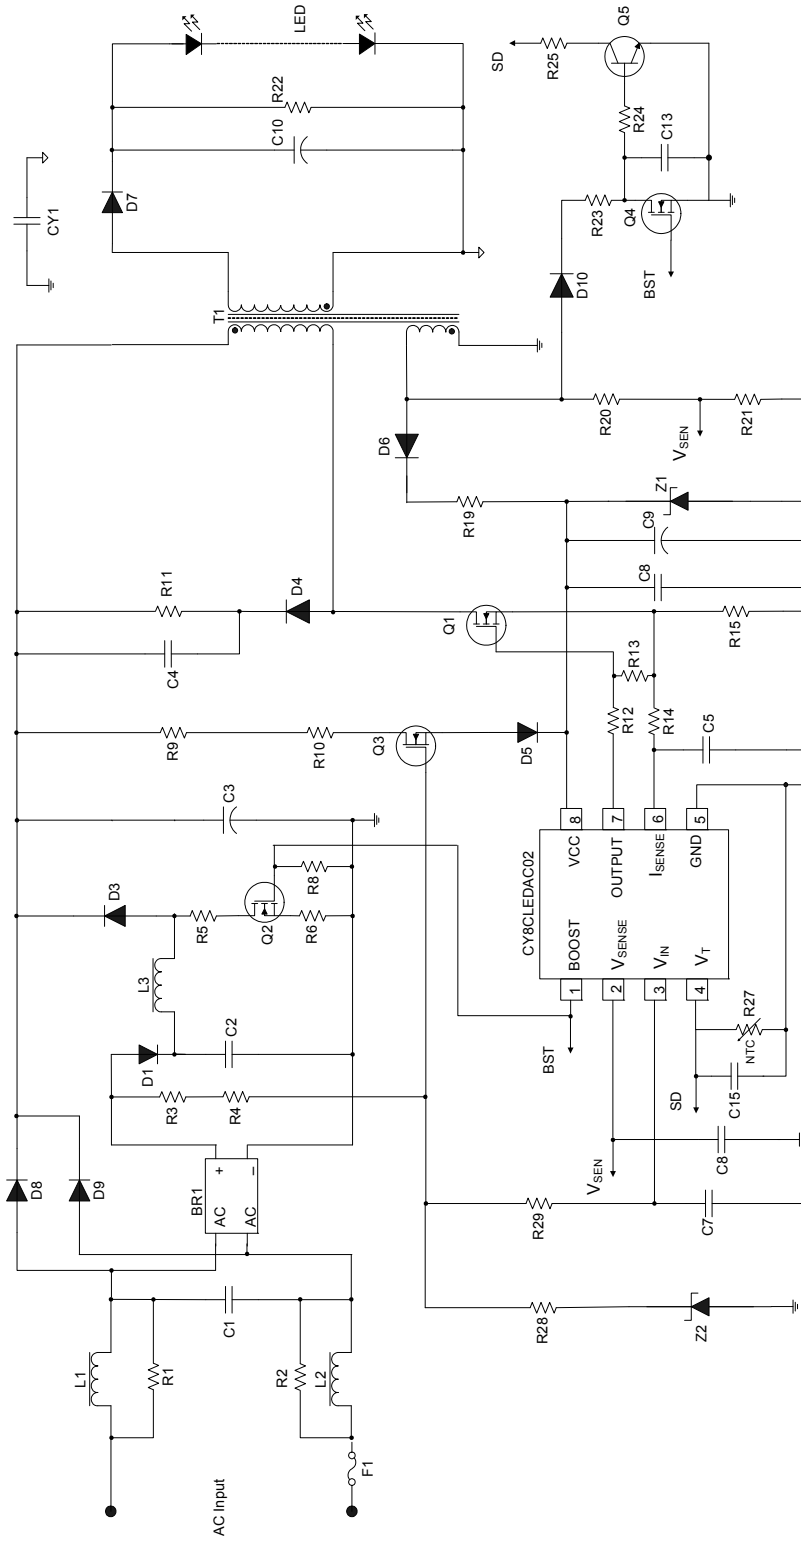 CY1
D8
L1
D9
D3
D7
L3
D1
R1
R3
R9
C4
R11
BR1
AC +
R5
AC Input
T1
C1
R4
C2
C3
AC −
Q2
C10
R22
R2
D4
LED
R6
R8
R10
L2
F1
Q3
D6
Q1
R19
SD
D5
CY8CLEDAC02
R28
R29
BST
R25
1 BOOST VCC 8
D10
VSEN
2 VSENSE OUTPUT 7
R23
R20
Q5
R12
Q4
R13
R24
C8
C9
BST
3 VIN ISENSE 6
Z1
C13
R14
SD
VSEN
4 VT GND 5
Z2
C7
C5
C8
C15
R15
R27
NTC
R21